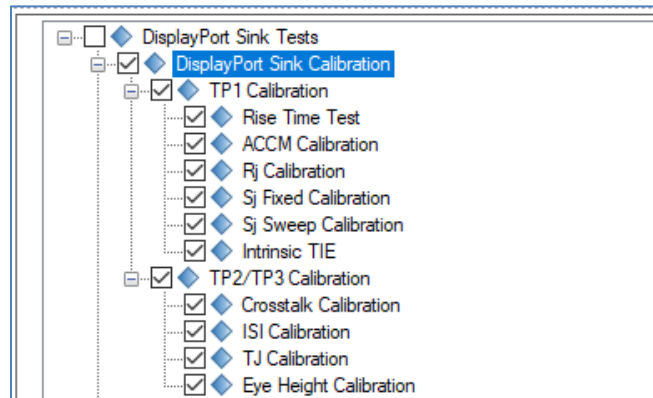 DisplayPort Sink Tests
DisplayPort Sink Calibration
TP1 Calibration
Rise Time Test
ACCM Calibration
Rj Calibration
Sj Fixed Calibration
Sj Sweep Calibration
Intrinsic TIE
TP2/TP3 Calibration
Crosstalk Calibration
ISI Calibration
TJ Calibration
Eye Height Calibration